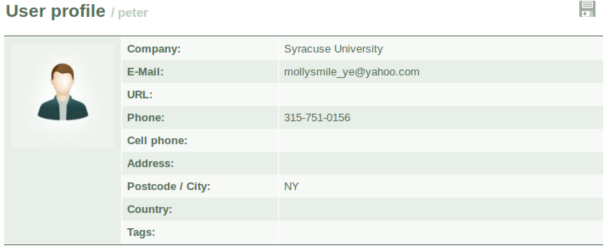 User profile / peter
Company: Syracuse University
E-Mail: mollysmile_ye@yahoo.com
URL:
Phone: 315-751-0156
Cell phone:
Address:
Postcode / City: NY
Country:
Tags: